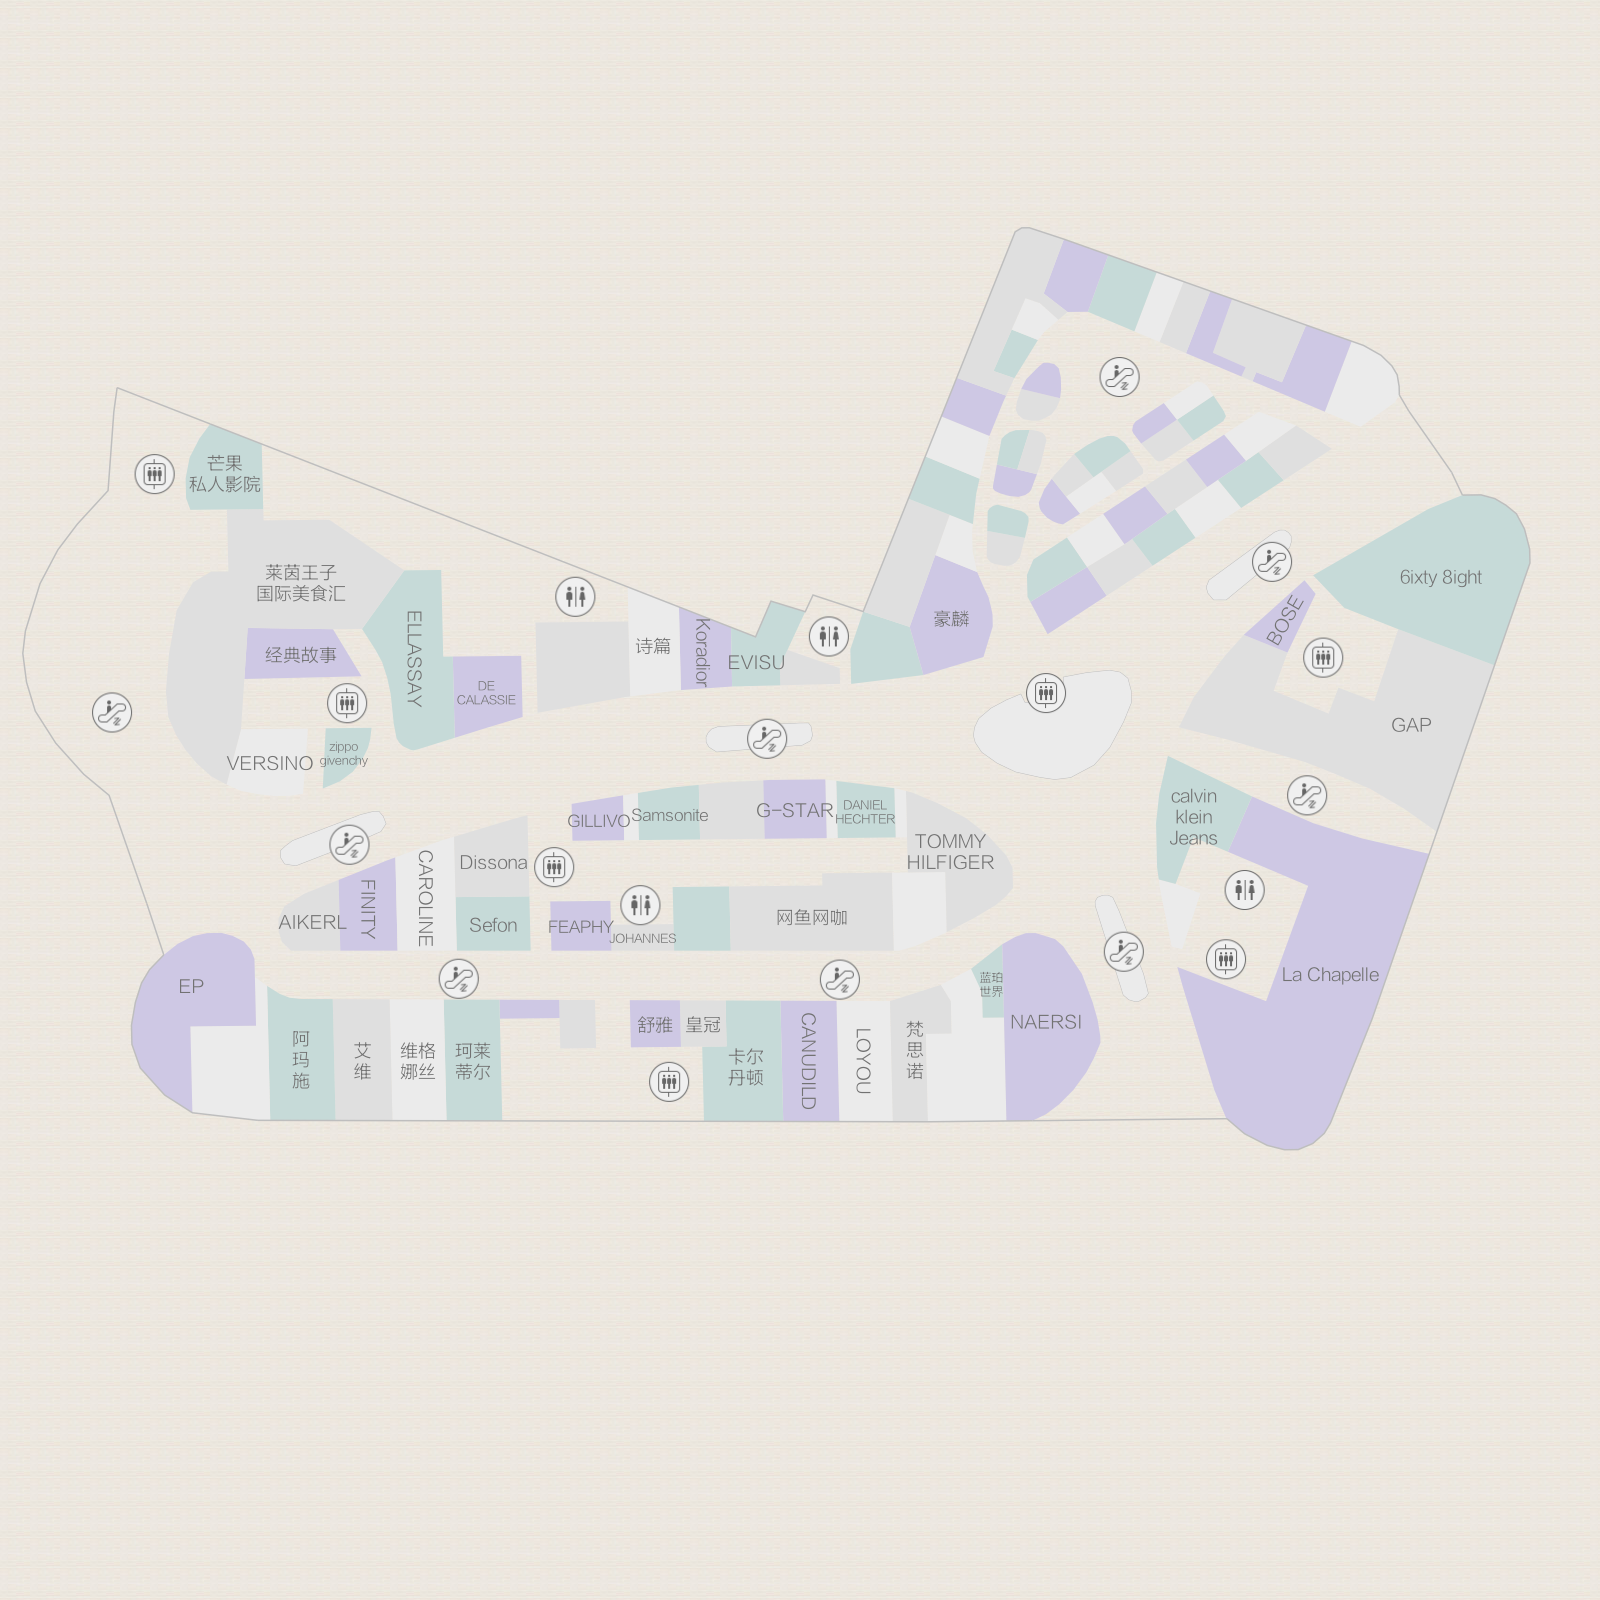 芒果
私人影院
莱茵王子
国际美食汇
经典故事
ELLASSAY
DE
CALASSIE
VERSINO
zippo
givenchy
诗篇
Koradior
EVISU
豪麟
6ixty 8ight
BOSE
GAP
calvin
klein
Jeans
La Chapelle
GILLIVO
Samsonite
G-STAR
DANIEL
HECHTER
TOMMY
HILFIGER
Dissona
CAROLINE
FINITY
AIKERL
Sefon
FEAPHY
JOHANNES
网鱼网咖
EP
阿
玛
施
艾
维
维格
娜丝
珂莱
蒂尔
舒雅
皇冠
卡尔
丹顿
CANUDILD
LOYOU
梵
思
诺
蓝珀
世界
NAERSI